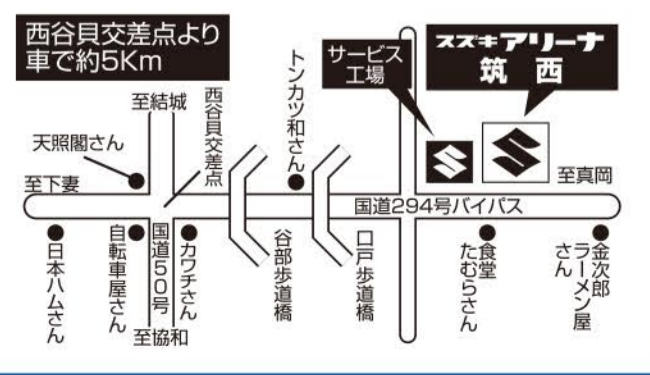 西谷貝交差点より
車で約5Km
至結城
西谷貝交差点
トンカツ和さん
サービス
工場
スズキアリーナ
筑西
天照閣さん
至下妻
至真岡
国道294号バイパス
日本ハムさん
自転車屋さん
国道50号
カワチさん
谷部歩道橋
口戸歩道橋
食堂
たむらさん
金次郎
ラーメン屋
さん
至協和